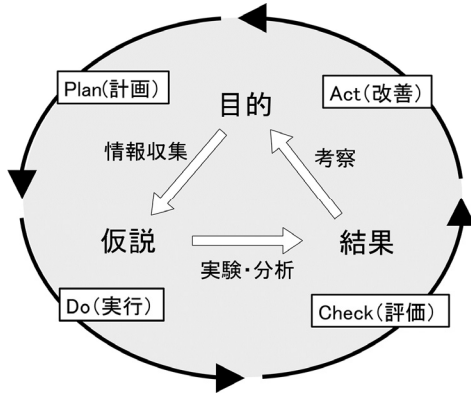 Plan(計画)
目的
Act(改善)
情報収集
考察
仮説
結果
実験・分析
Do(実行)
Check(評価)